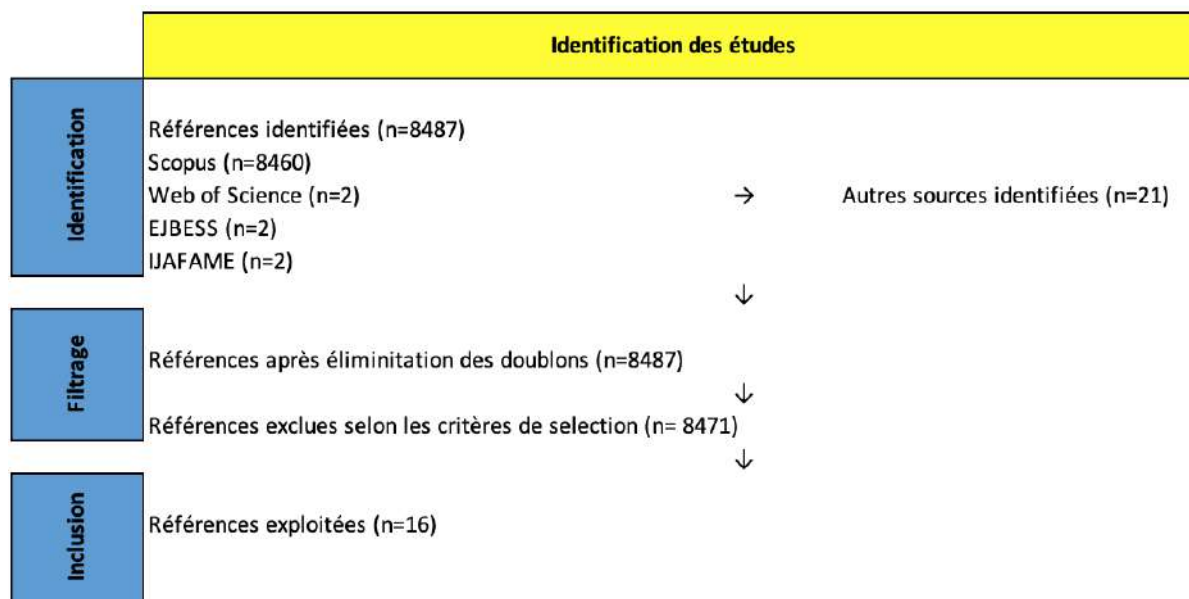 Identification des études
Identification
Références identifiées (n=8487)
Scopus (n=8460)
Web of Science (n=2)
EJBESS (n=2)
IJAFAME (n=2)
→
Autres sources identifiées (n=21)
↓
Filtrage
Références après éliminitation des doublons (n=8487)
↓
Références exclues selon les critères de selection (n= 8471)
↓
Inclusion
Références exploitées (n=16)